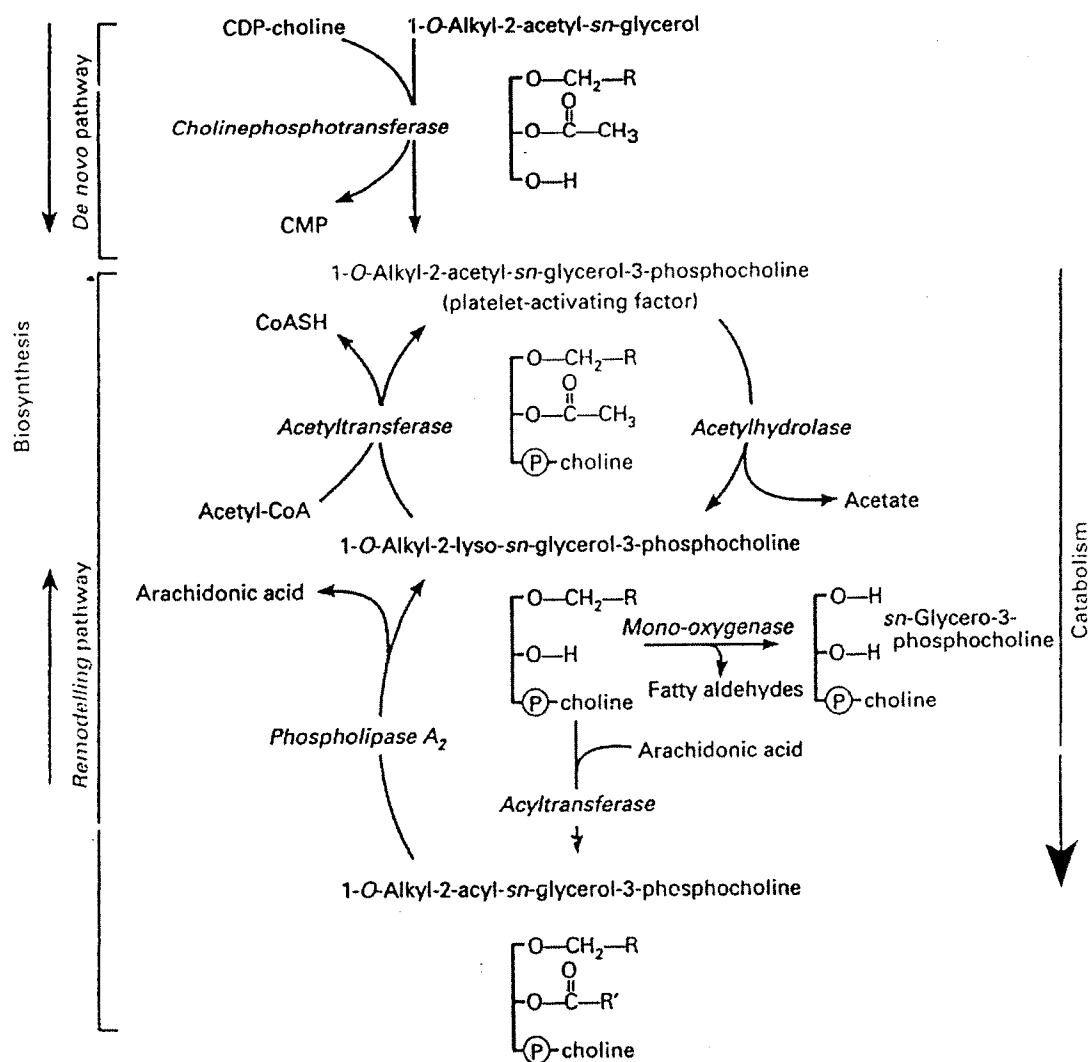 CDP-choline
1-O-Alkyl-2-acetyl-sn-glycerol
O—CH2—R
O
O—C—CH3
O—H
Cholinephosphotransferase
CMP
De novo pathway
1-O-Alkyl-2-acetyl-sn-glycerol-3-phosphocholine
(platelet-activating factor)
CoASH
O—CH2—R
O
O—C—CH3
P-choline
Acetyltransferase
Acetylhydrolase
Acetyl-CoA
Acetate
Biosynthesis
1-O-Alkyl-2-lyso-sn-glycerol-3-phosphocholine
Arachidonic acid
O—CH2—R
O—H
P-choline
Mono-oxygenase
Fatty aldehydes
O—H
O—H
P-choline
sn-Glycero-3-
phosphocholine
Catabolism
Remodelling pathway
Phospholipase A2
Arachidonic acid
Acyltransferase
1-O-Alkyl-2-acyl-sn-glycerol-3-phosphocholine
O—CH2—R
O
O—C—R′
P-choline